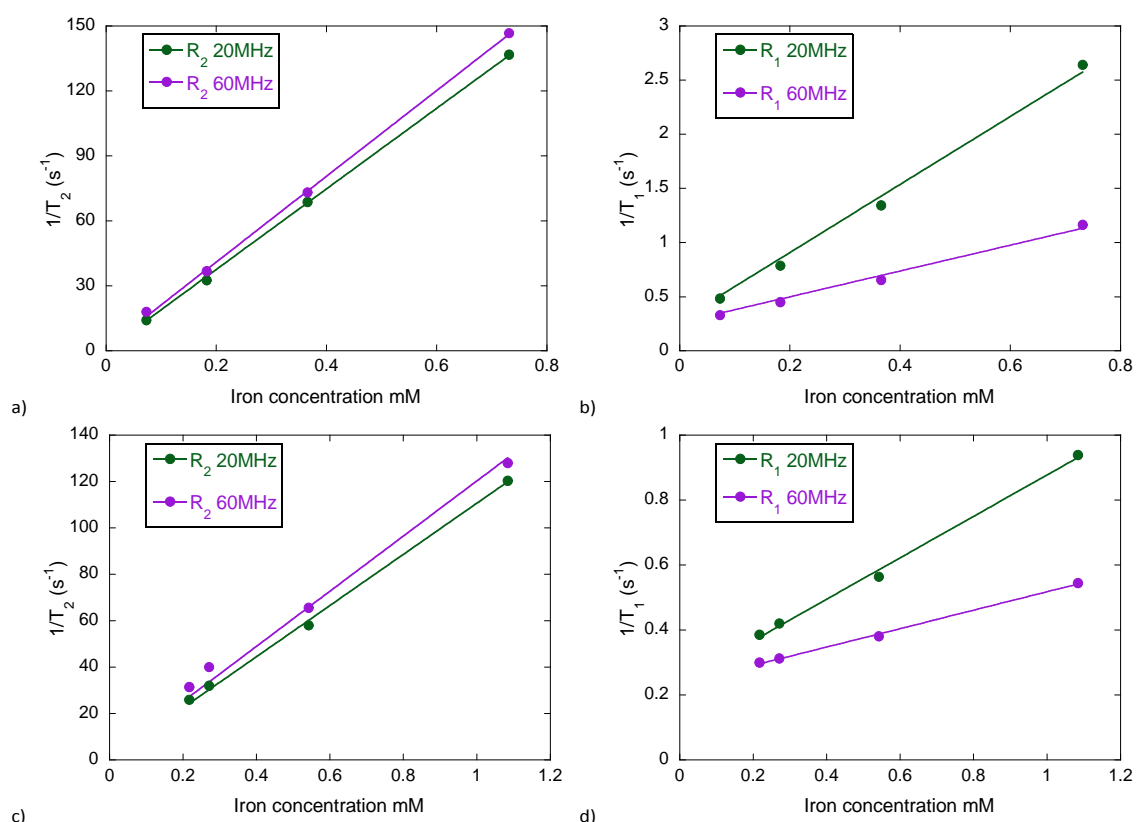 150
120
90
60
30
0
1/T2 (s-1)
R2 20MHz
R2 60MHz
0 0.2 0.4 0.6 0.8
Iron concentration mM
a)
3
2.5
2
1.5
1
0.5
0
1/T1 (s-1)
R1 20MHz
R1 60MHz
0 0.2 0.4 0.6 0.8
Iron concentration mM
b)
140
120
100
80
60
40
20
0
1/T2 (s-1)
R2 20MHz
R2 60MHz
0 0.2 0.4 0.6 0.8 1 1.2
Iron concentration mM
c)
1
0.8
0.6
0.4
0.2
0
1/T1 (s-1)
R1 20MHz
R1 60MHz
0 0.2 0.4 0.6 0.8 1 1.2
Iron concentration mM
d)